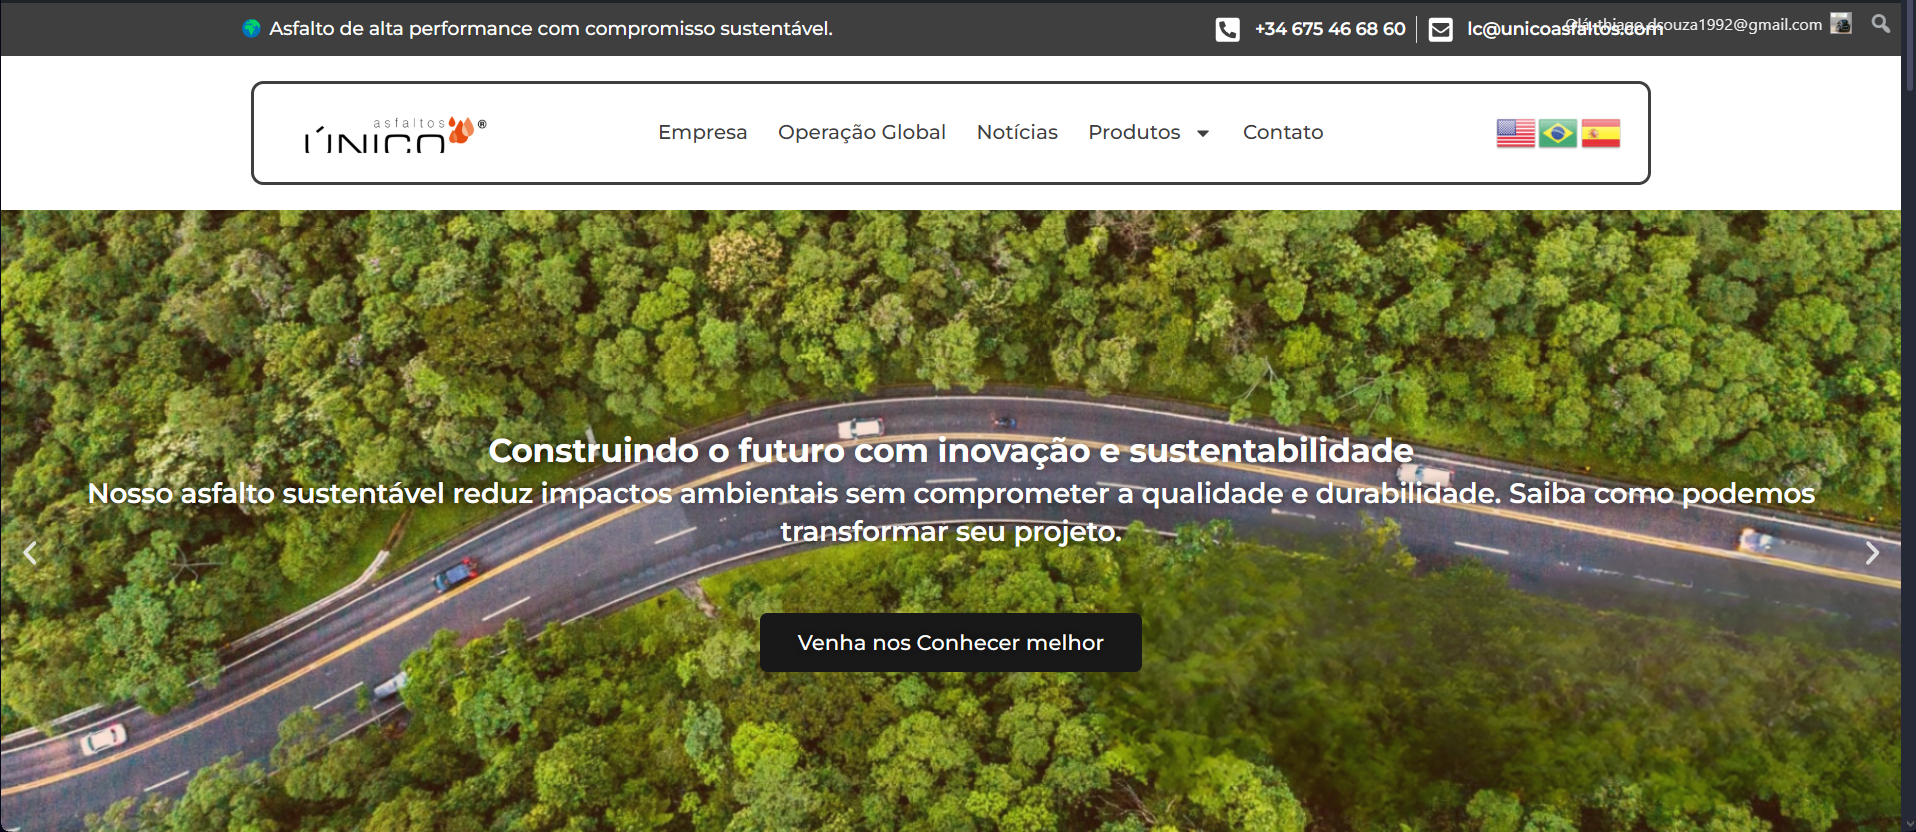 Asfalto de alta performance com compromisso sustentável.
+34 675 46 68 60
lc@unicoasfaltos.com
Olá, thiago.dsouza1992@gmail.com
asfaltos
ÚNICO ®
Empresa
Operação Global
Notícias
Produtos
Contato
Construindo o futuro com inovação e sustentabilidade
Nosso asfalto sustentável reduz impactos ambientais sem comprometer a qualidade e durabilidade. Saiba como podemos
transformar seu projeto.
Venha nos Conhecer melhor